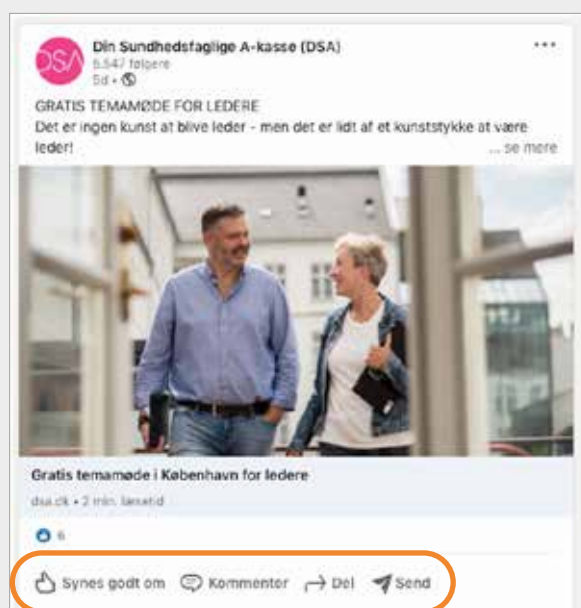 DSA
Din Sundhedsfaglige A-kasse (DSA)
5.547 følgere
5d •
GRATIS TEMAMØDE FOR LEDERE
Det er ingen kunst at blive leder - men det er lidt af et kunststykke at være
leder!
... se mere
Gratis temamøde i København for ledere
dsa.dk • 2 min. læsetid
6
Synes godt om Kommenter Del Send